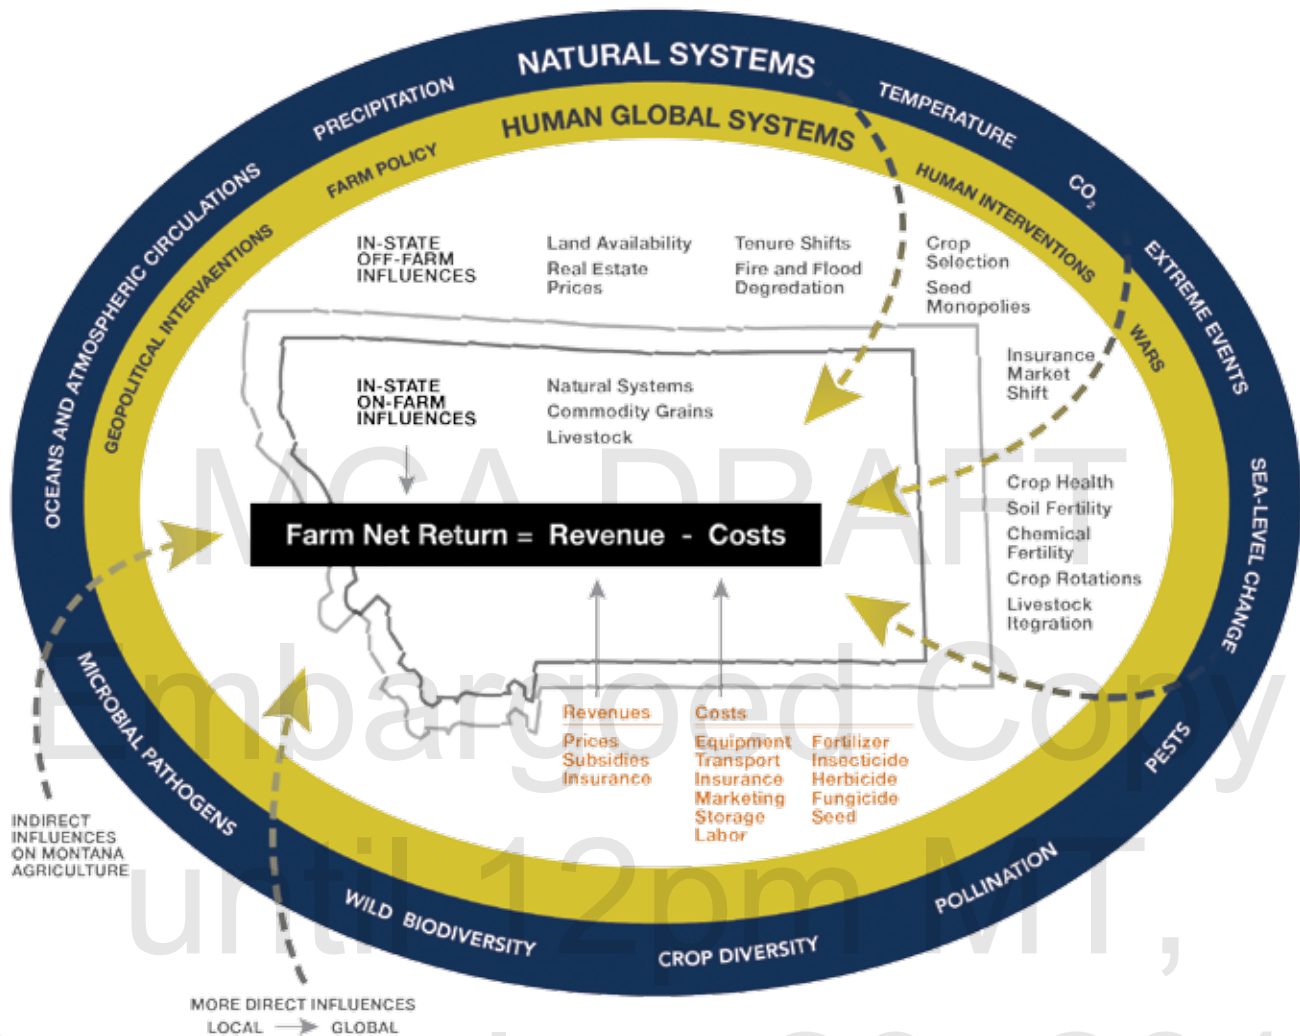 NATURAL SYSTEMS
PRECIPITATION
TEMPERATURE
HUMAN GLOBAL SYSTEMS
FARM POLICY
HUMAN INTERVENTIONS
CO2
OCEANS AND ATMOSPHERIC CIRCULATIONS
GEOPOLITICAL INTERVAENTIONS
EXTREME EVENTS
WARS
IN-STATE
OFF-FARM
INFLUENCES
Land Availability
Real Estate
Prices
Tenure Shifts
Fire and Flood
Degredation
Crop
Selection
Seed
Monopolies
Insurance
Market
Shift
IN-STATE
ON-FARM
INFLUENCES
Natural Systems
Commodity Grains
Livestock
MCA DRAFT
Crop Health
Soil Fertility
Chemical
Fertility
Crop Rotations
Livestock
Itegration
SEA-LEVEL CHANGE
Farm Net Return = Revenue - Costs
Embargoed Copy
Revenues
Prices
Subsidies
Insurance
Costs
Equipment
Transport
Insurance
Marketing
Storage
Labor
Fertilizer
Insecticide
Herbicide
Fungicide
Seed
MICROBIAL PATHOGENS
PESTS
INDIRECT
INFLUENCES
ON MONTANA
AGRICULTURE
until 12pm MT,
WILD BIODIVERSITY
CROP DIVERSITY
POLLINATION
MORE DIRECT INFLUENCES
LOCAL → GLOBAL